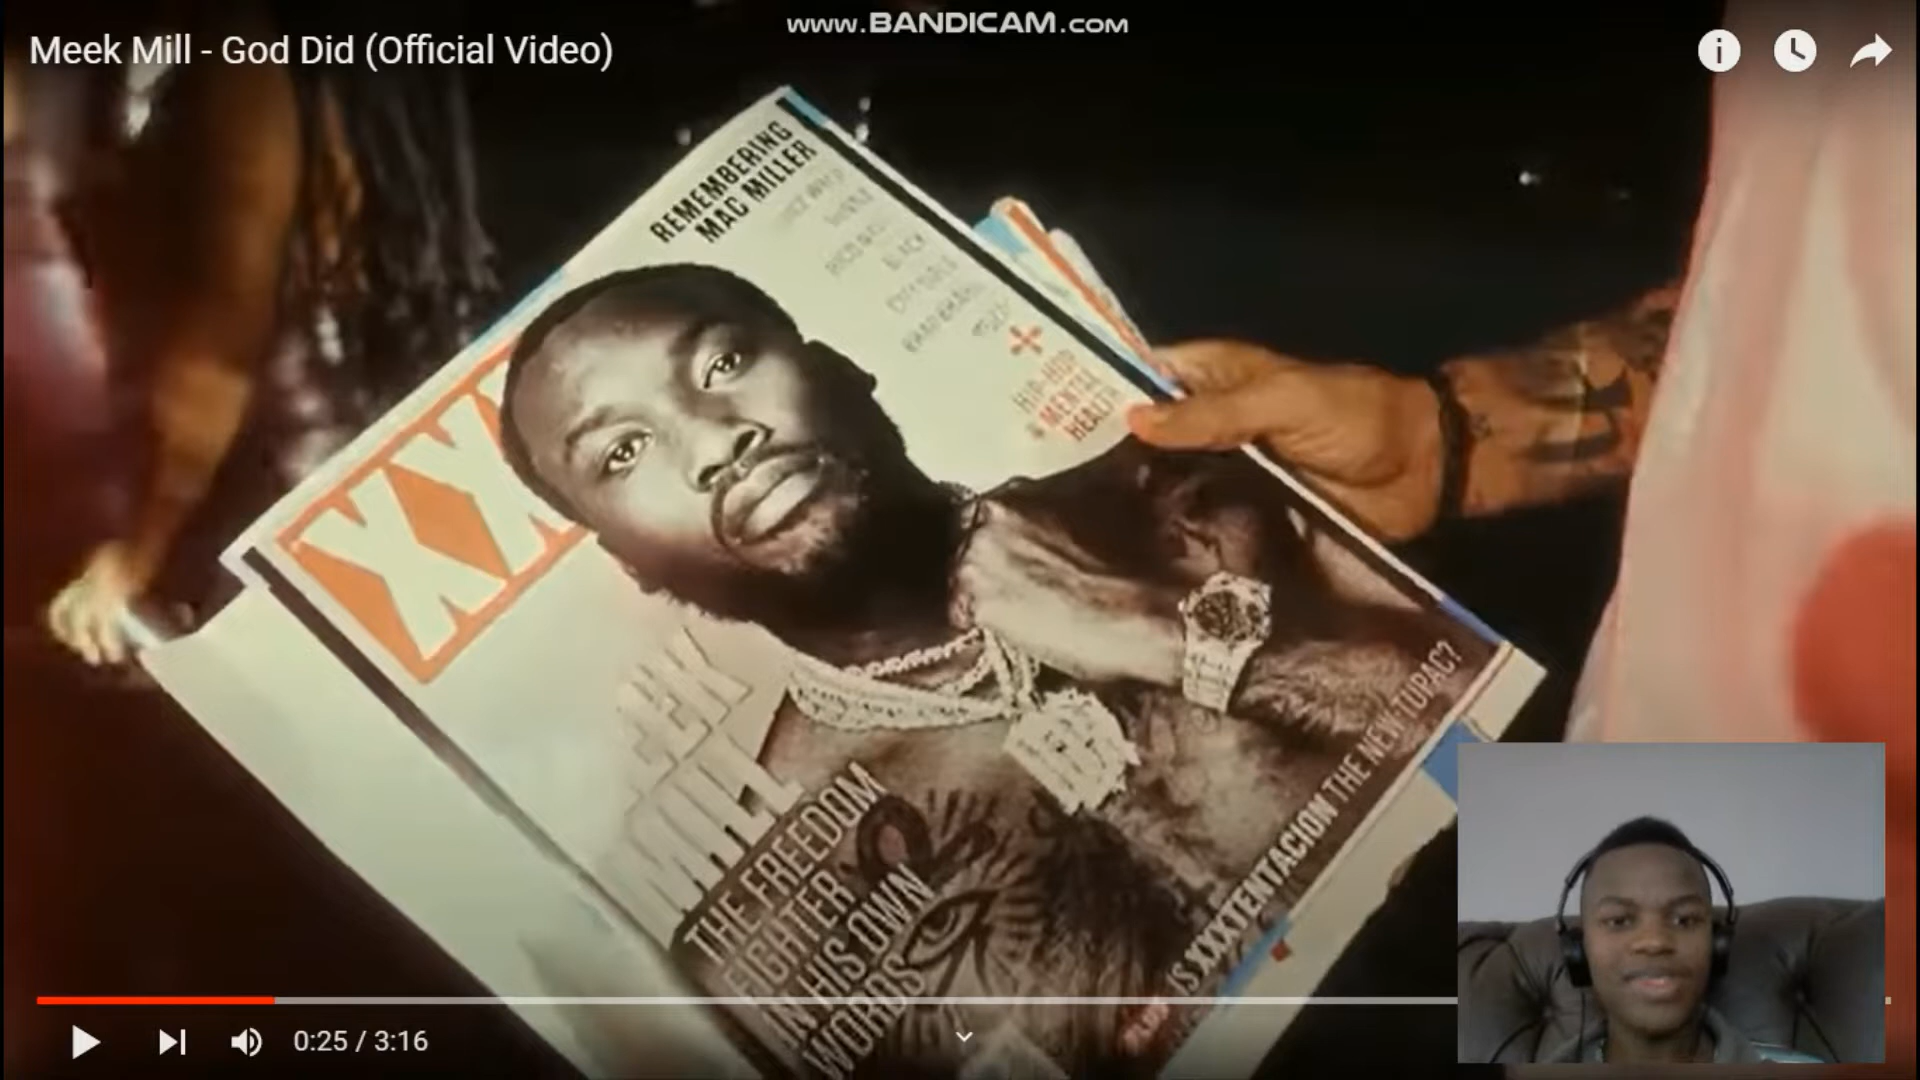 www.BANDICAM.com
Meek Mill - God Did (Official Video)
REMEMBERING
MAC MILLER
HIP-HOP
MENTAL
HEALTH
XX
EEK
MILL
THE FREEDOM
FIGHTER
IN HIS OWN
WORDS
IS XXXTENTACION THE NEW TUPAC?
0:25 / 3:16